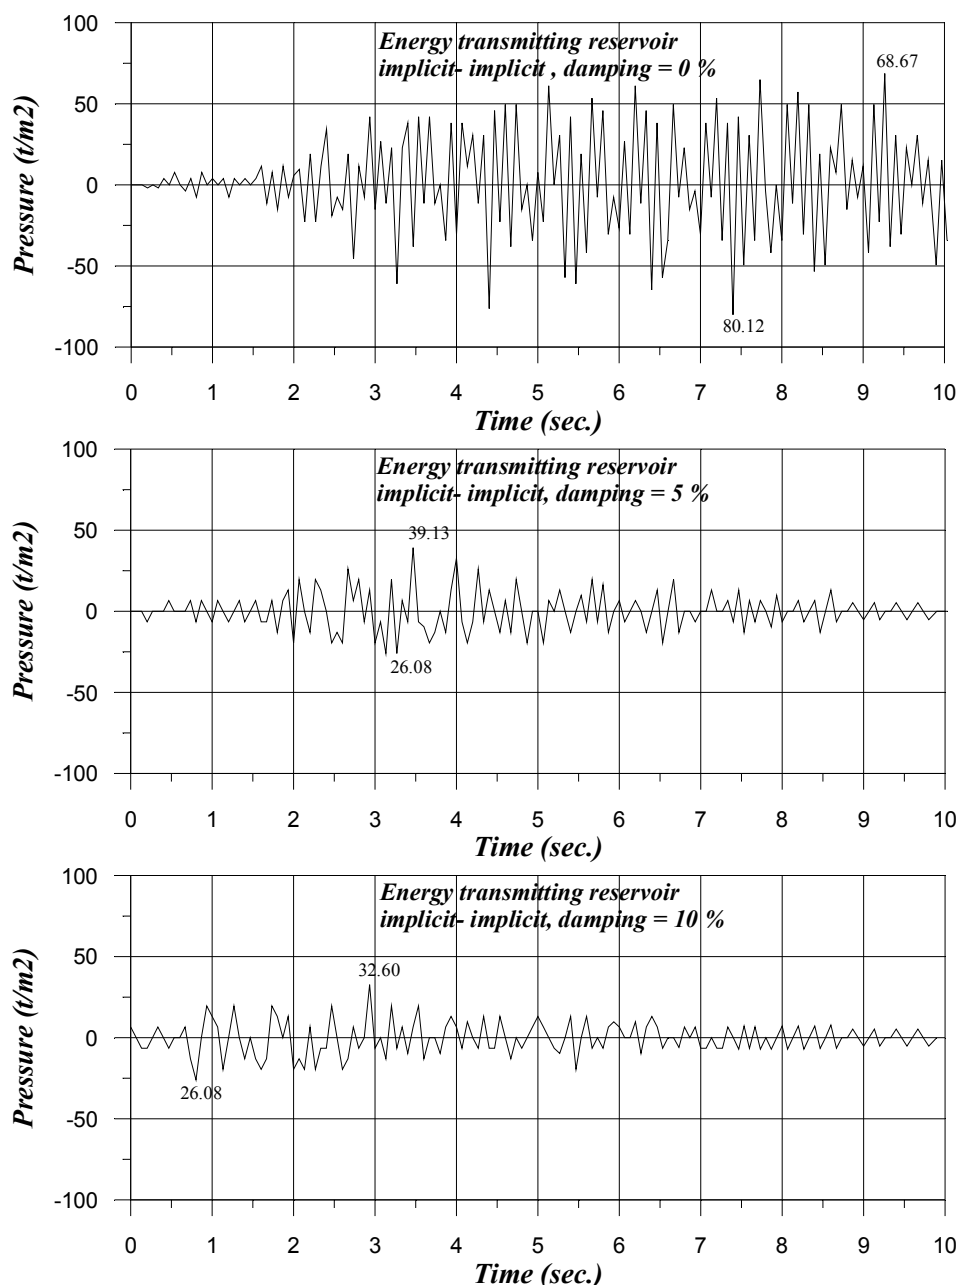 100
Energy transmitting reservoir
implicit- implicit , damping = 0 %
68.67
50
0
-50
80.12
-100
Pressure (t/m2)
0 1 2 3 4 5 6 7 8 9 10
Time (sec.)
100
Energy transmitting reservoir
implicit- implicit, damping = 5 %
50
39.13
0
26.08
-50
-100
Pressure (t/m2)
0 1 2 3 4 5 6 7 8 9 10
Time (sec.)
100
Energy transmitting reservoir
implicit- implicit, damping = 10 %
50
32.60
0
26.08
-50
-100
Pressure (t/m2)
0 1 2 3 4 5 6 7 8 9 10
Time (sec.)